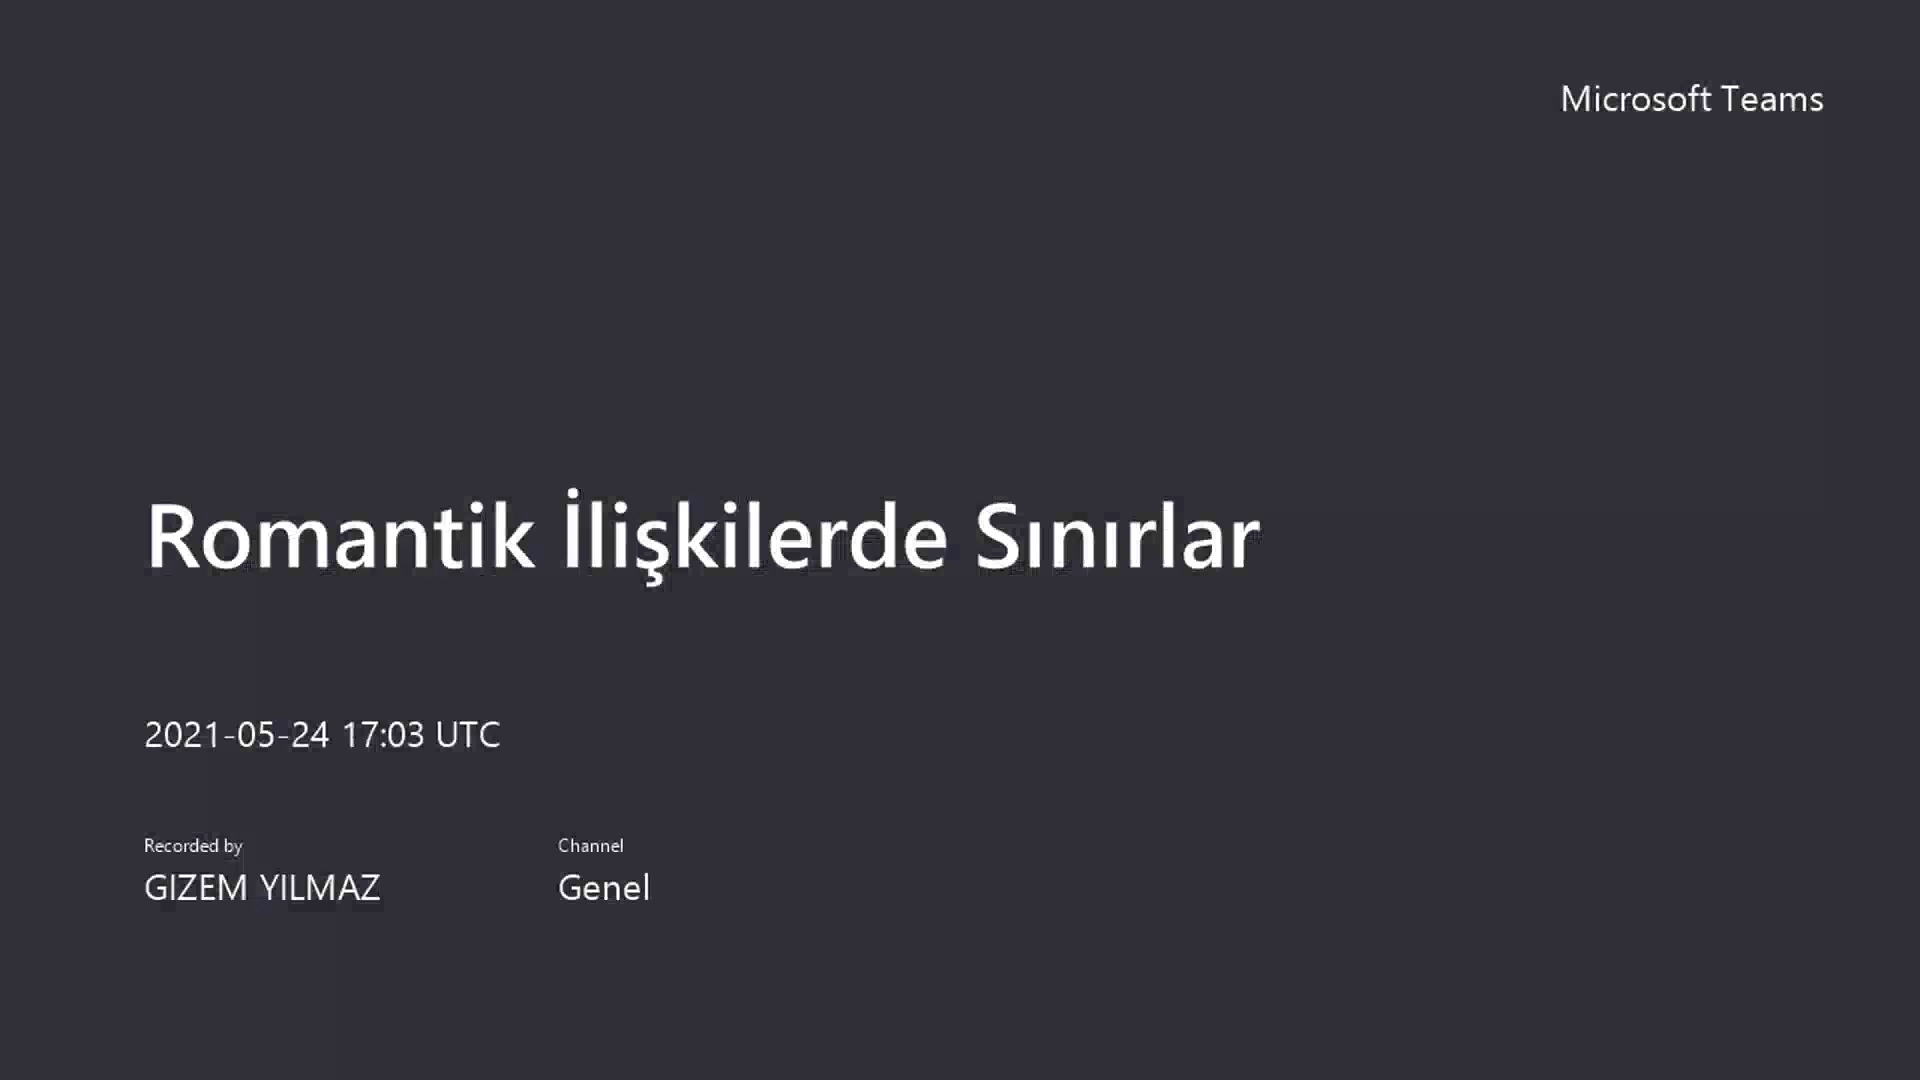 Microsoft Teams
Romantik İlişkilerde Sınırlar
2021-05-24 17:03 UTC
Recorded by
GIZEM YILMAZ
Channel
Genel